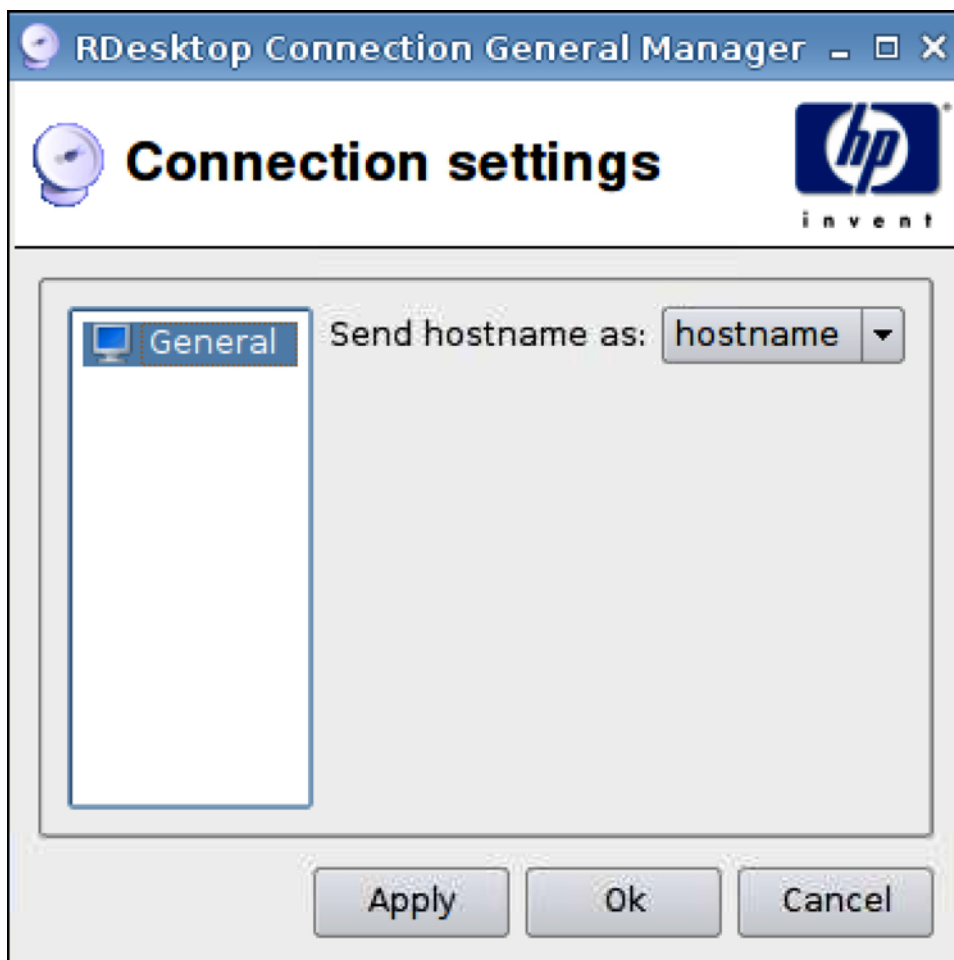 RDesktop Connection General Manager
Connection settings
hp
invent
General
Send hostname as: hostname
Apply Ok Cancel